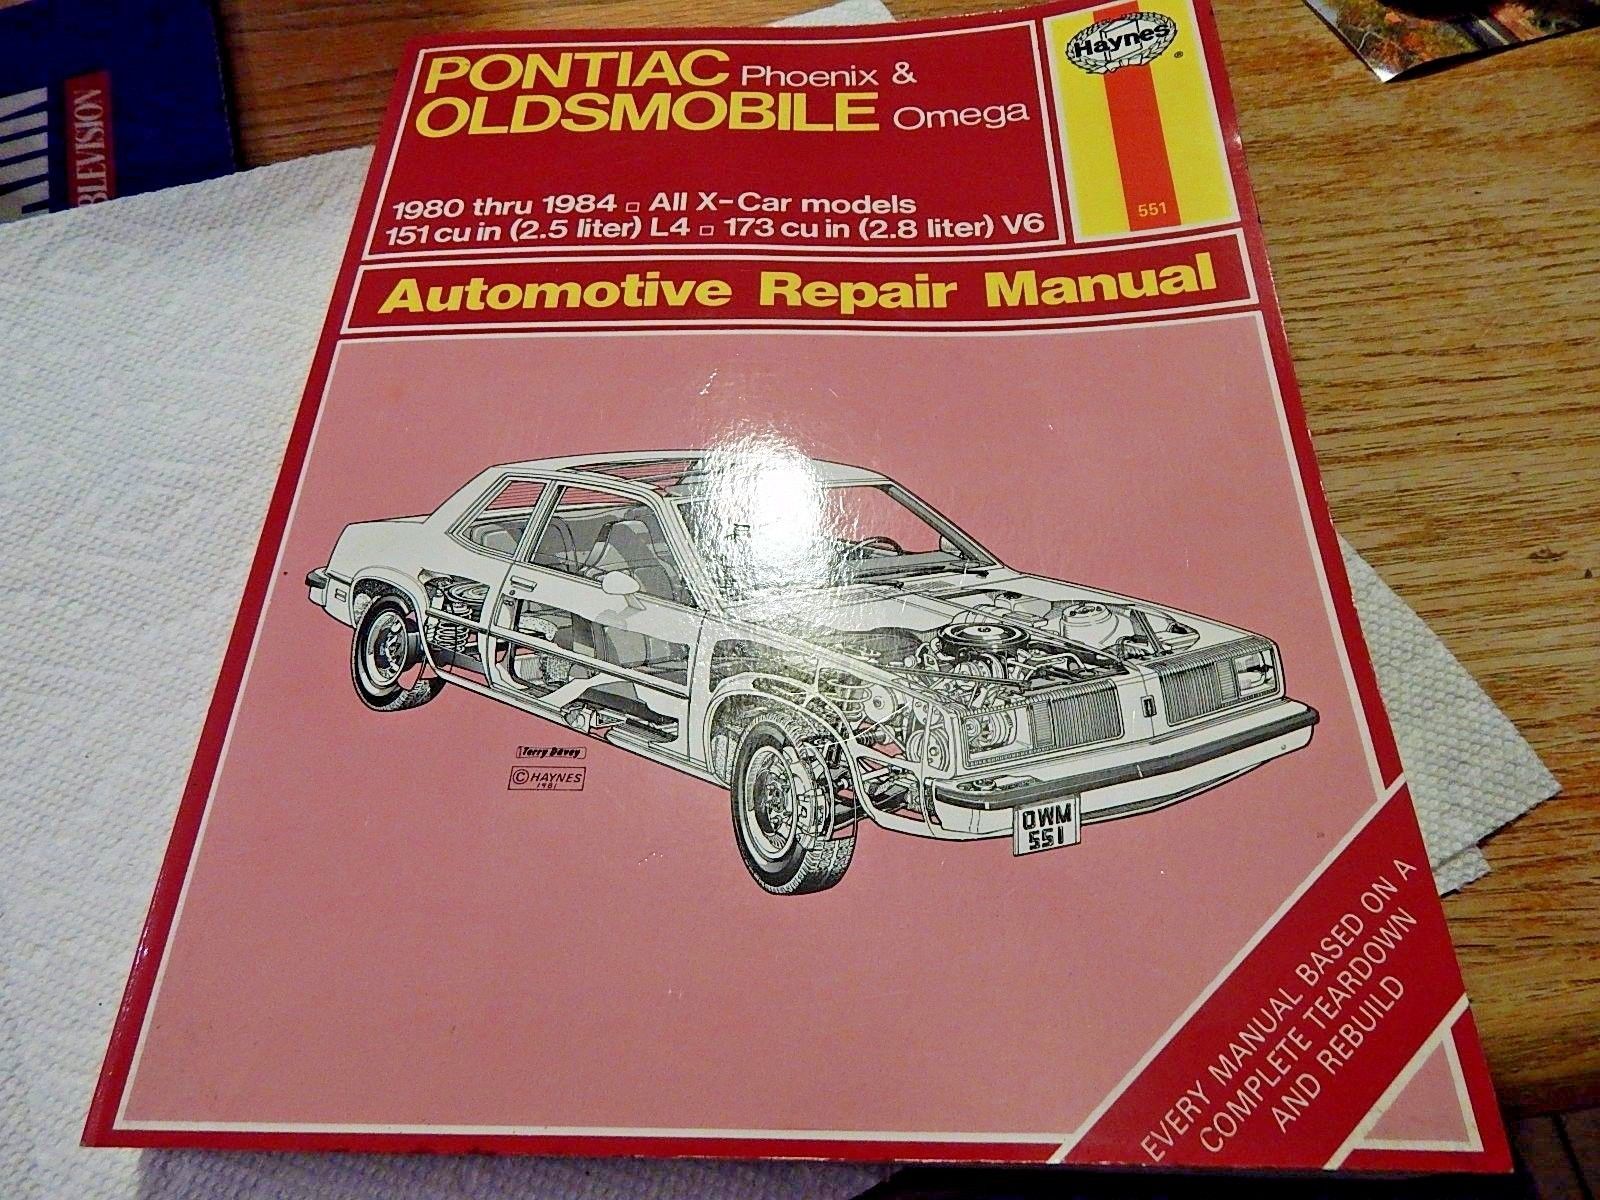 PONTIAC Phoenix &
OLDSMOBILE Omega
Haynes
®
1980 thru 1984 ▫ All X-Car models
151 cu in (2.5 liter) L4 ▫ 173 cu in (2.8 liter) V6
551
Automotive Repair Manual
Terry Davey
© HAYNES
1981
OWM
551
EVERY MANUAL BASED ON A
COMPLETE TEARDOWN
AND REBUILD
BLEVISION